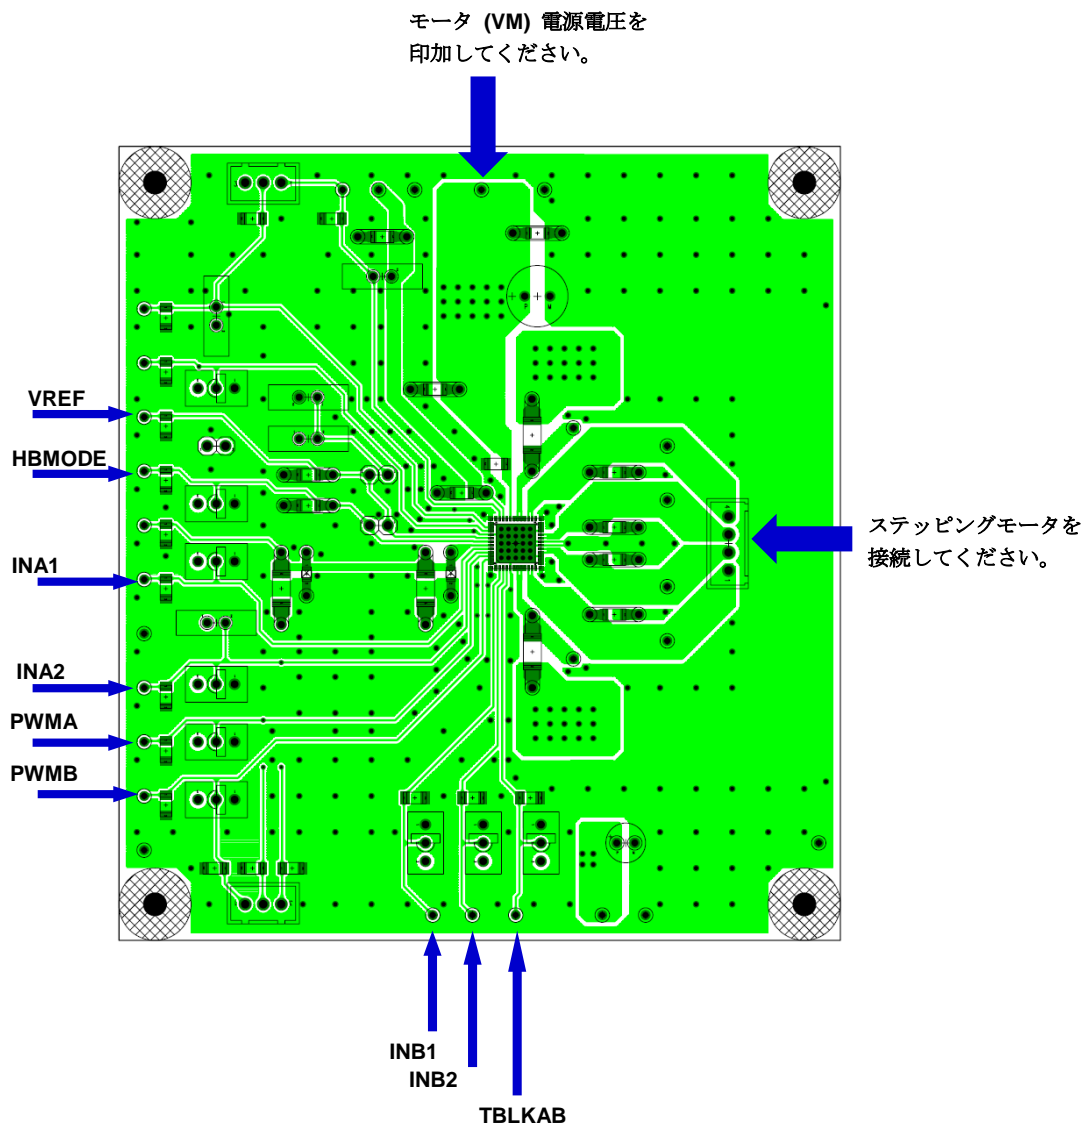 モータ (VM) 電源電圧を
印加してください。
VREF
HBMODE
ステッピングモータを
接続してください。
INA1
INA2
PWMA
PWMB
INB1
INB2
TBLKAB